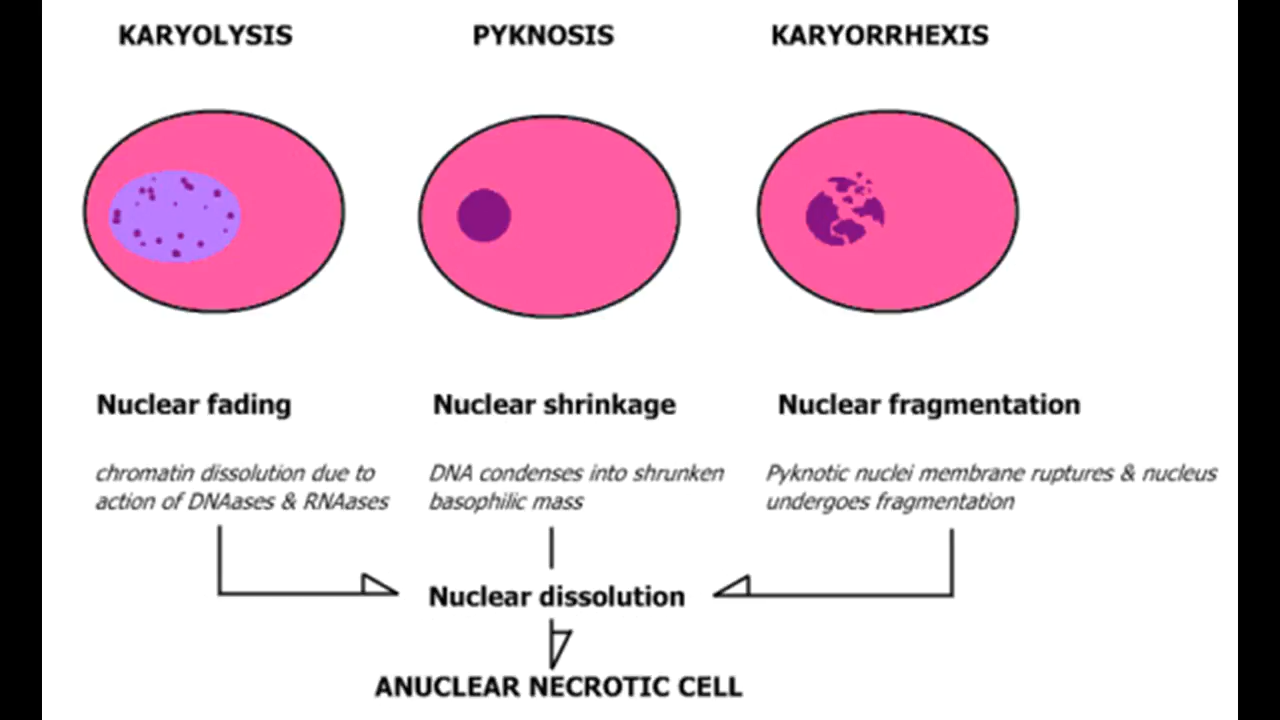 KARYOLYSIS
PYKNOSIS
KARYORRHEXIS
Nuclear fading
Nuclear shrinkage
Nuclear fragmentation
chromatin dissolution due to
action of DNAases & RNAases
DNA condenses into shrunken
basophilic mass
Pyknotic nuclei membrane ruptures & nucleus
undergoes fragmentation
Nuclear dissolution
ANUCLEAR NECROTIC CELL